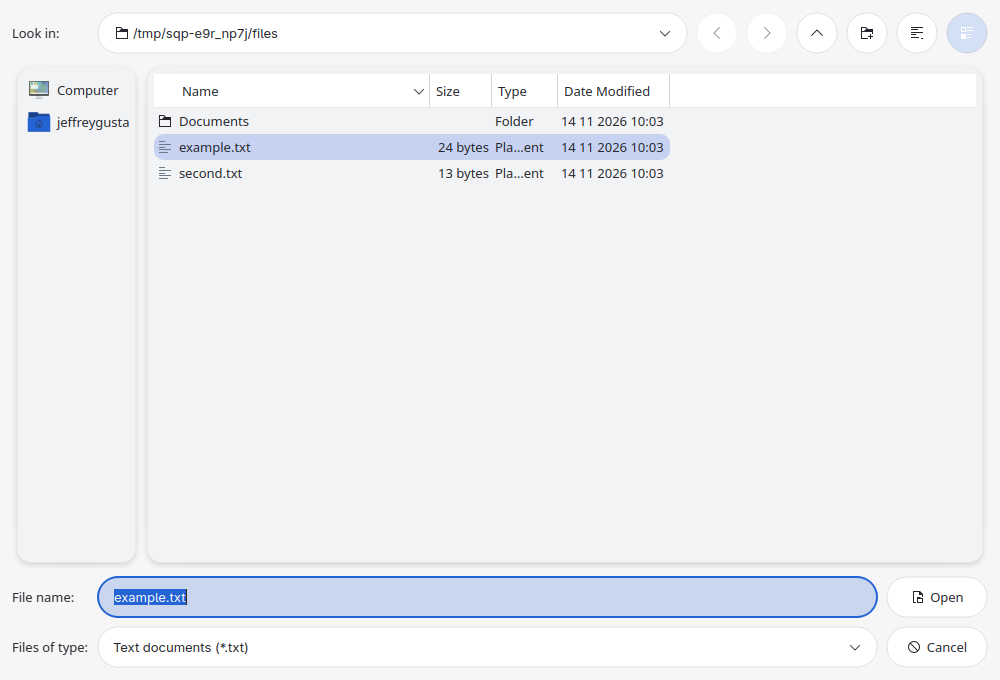 Look in:
/tmp/sqp-e9r_np7j/files
Computer
jeffreygusta
Name Size Type Date Modified
Documents Folder 14 11 2026 10:03
example.txt 24 bytes Pla...ent 14 11 2026 10:03
second.txt 13 bytes Pla...ent 14 11 2026 10:03
File name: example.txt Open
Files of type: Text documents (*.txt) Cancel